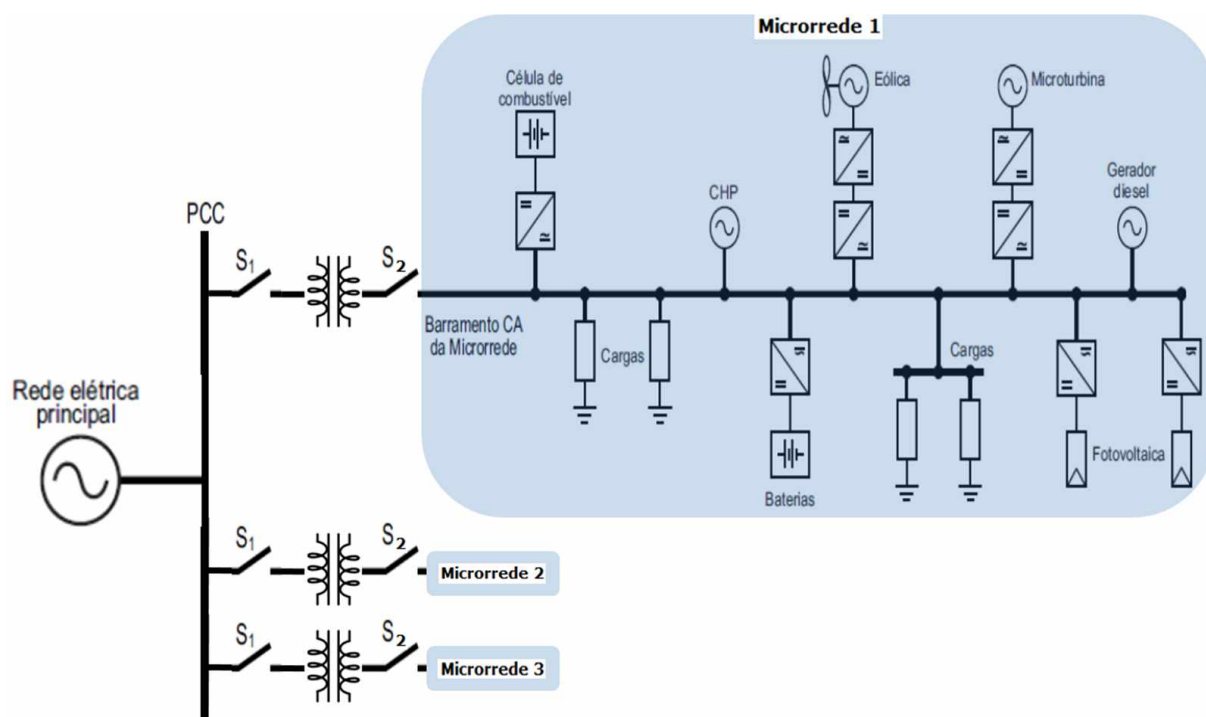 Microrrede 1
Célula de
combustível
Eólica
Microturbina
CHP
Gerador
diesel
PCC
S1
S2
Barramento CA
da Microrrede
Cargas
Cargas
Baterias
Fotovoltaica
Rede elétrica
principal
S1
S2
Microrrede 2
S1
S2
Microrrede 3